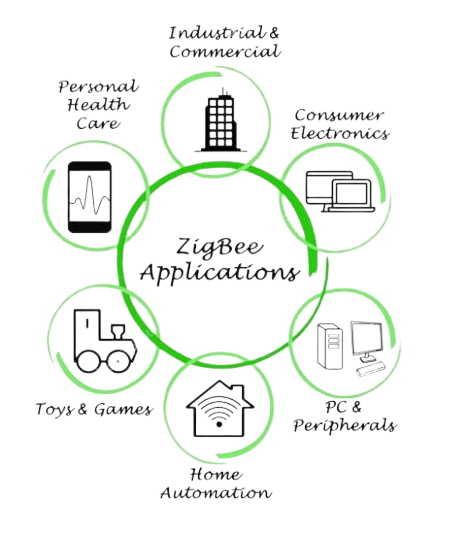 Industrial &
Commercial
Personal
Health
Care
Consumer
Electronics
ZigBee
Applications
Toys & Games
PC &
Peripherals
Home
Automation